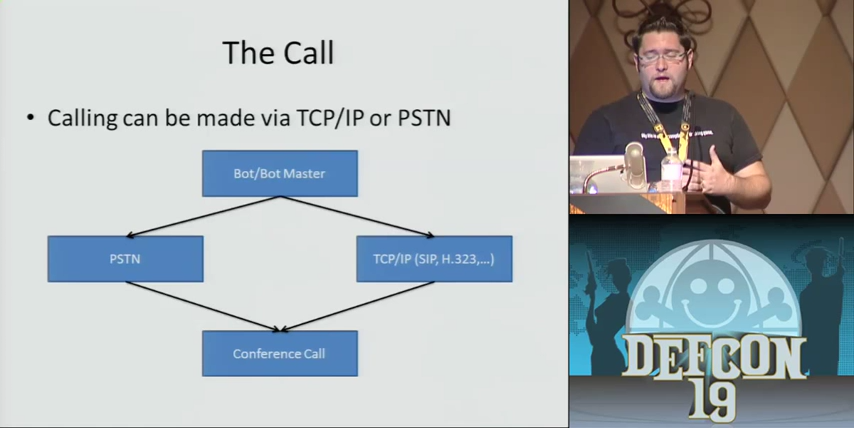 The Call
• Calling can be made via TCP/IP or PSTN
Bot/Bot Master
PSTN
TCP/IP (SIP, H.323,...)
Conference Call
DEFCON
19